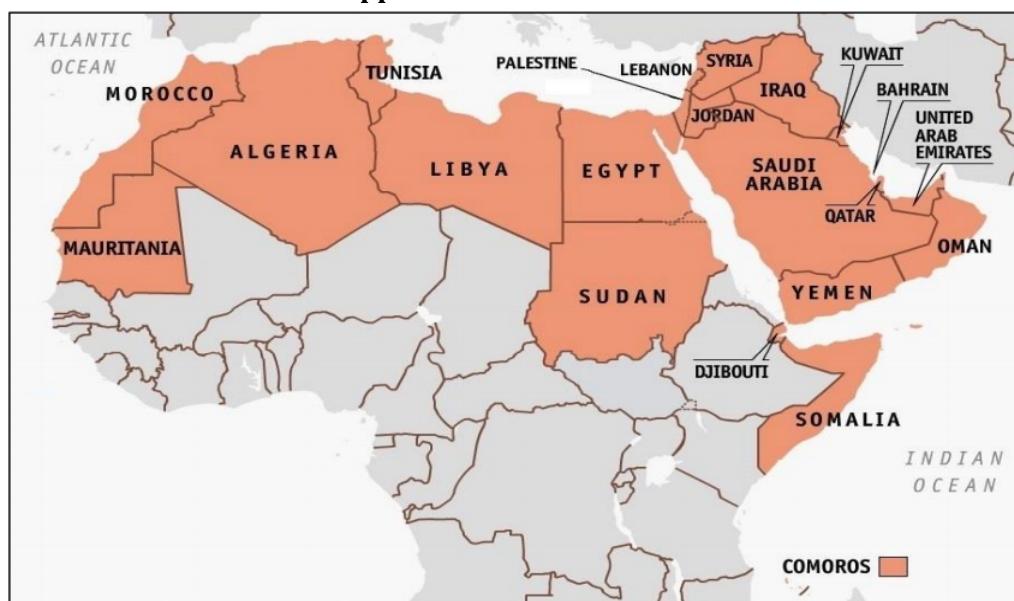 pp
ATLANTIC
OCEAN
MOROCCO
TUNISIA
PALESTINE
LEBANON
SYRIA
KUWAIT
IRAQ
BAHRAIN
JORDAN
UNITED
ARAB
EMIRATES
ALGERIA
LIBYA
EGYPT
SAUDI
ARABIA
QATAR
MAURITANIA
OMAN
SUDAN
YEMEN
DJIBOUTI
SOMALIA
INDIAN
OCEAN
COMOROS